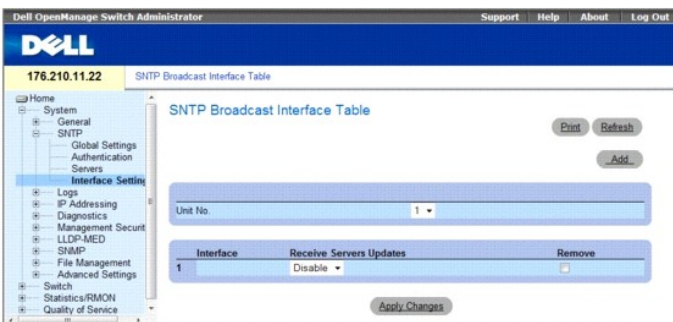 Dell OpenManage Switch Administrator
Support Help About Log Out
DELL
176.210.11.22
SNTP Broadcast Interface Table
Home
System
General
SNTP
Global Settings
Authentication
Servers
Interface Setting
Logs
IP Addressing
Diagnostics
Management Securit
LLDP-MED
SNMP
File Management
Advanced Settings
Switch
Statistics/RMON
Quality of Service
SNTP Broadcast Interface Table
Print Refresh
Add
Unit No. 1
Interface Receive Servers Updates Remove
1 Disable
Apply Changes